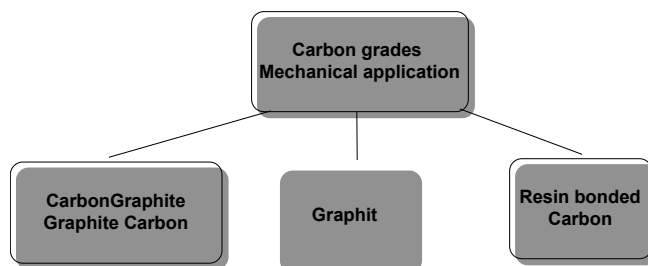 Carbon grades
Mechanical application
CarbonGraphite
Graphite Carbon
Graphit
Resin bonded
Carbon